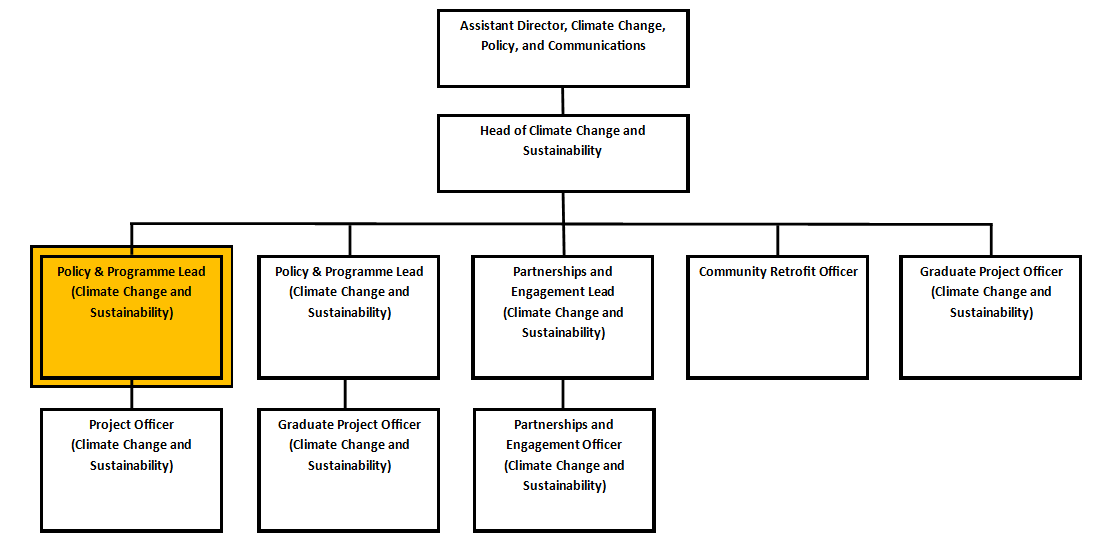 Assistant Director, Climate Change,
Policy, and Communications
Head of Climate Change and
Sustainability
Policy & Programme Lead
(Climate Change and
Sustainability)
Policy & Programme Lead
(Climate Change and
Sustainability)
Partnerships and
Engagement Lead
(Climate Change and
Sustainability)
Community Retrofit Officer
Graduate Project Officer
(Climate Change and
Sustainability)
Project Officer
(Climate Change and
Sustainability)
Graduate Project Officer
(Climate Change and
Sustainability)
Partnerships and
Engagement Officer
(Climate Change and
Sustainability)